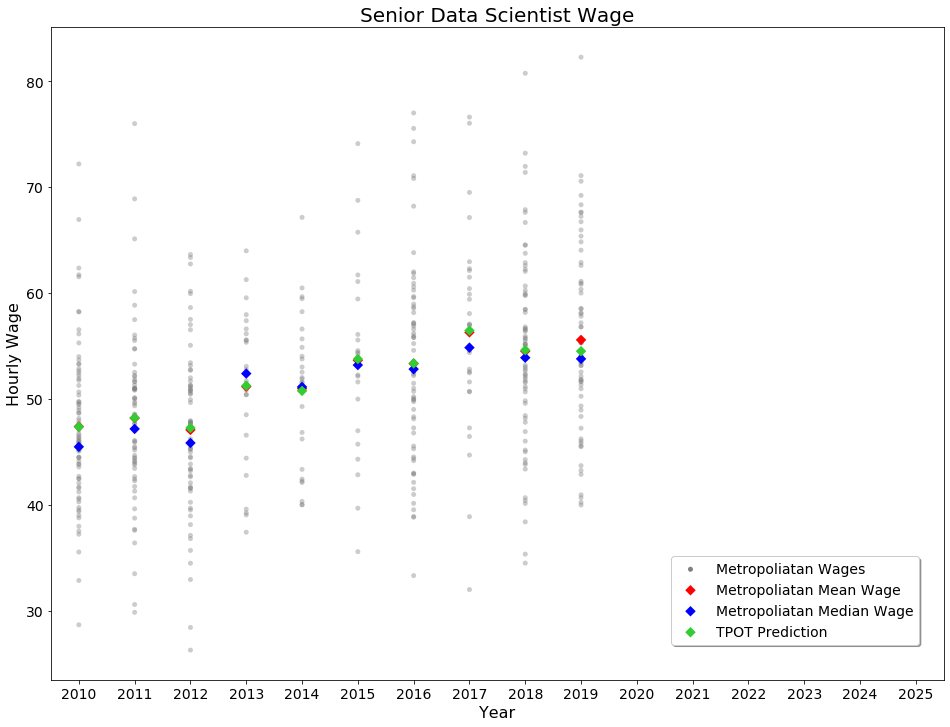 Senior Data Scientist Wage
80
70
60
50
40
30
Hourly Wage
Metropoliatan Wages
Metropoliatan Mean Wage
Metropoliatan Median Wage
TPOT Prediction
2010 2011 2012 2013 2014 2015 2016 2017 2018 2019 2020 2021 2022 2023 2024 2025
Year